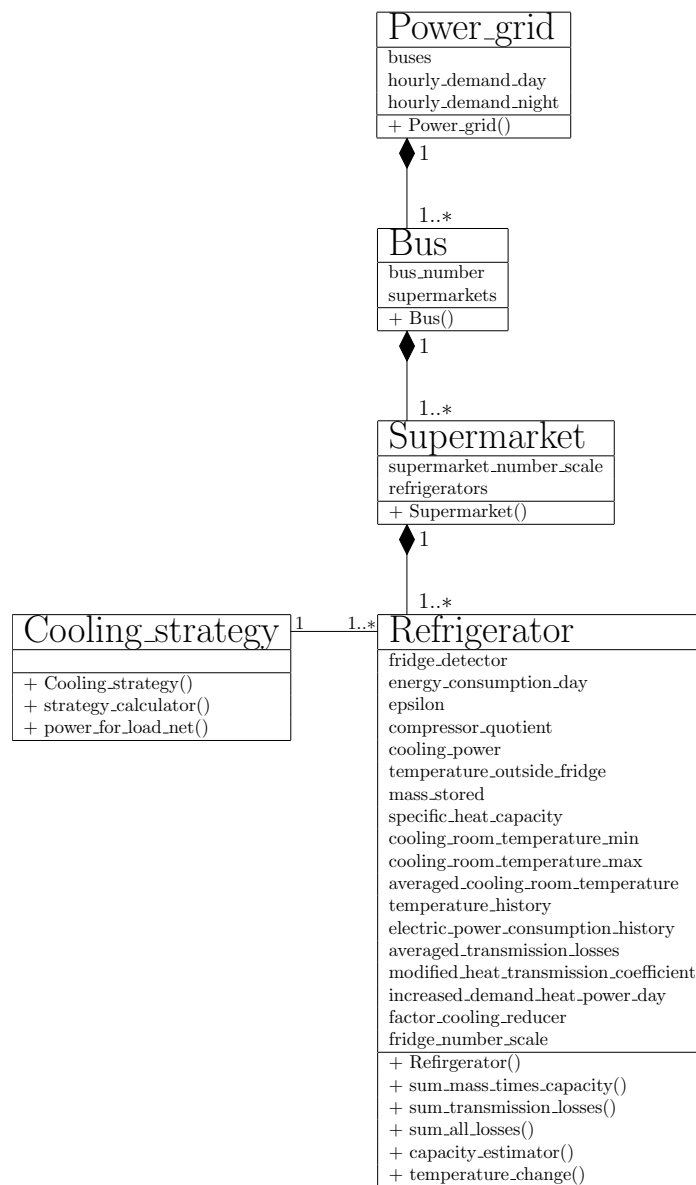 Power_grid
buses
hourly_demand_day
hourly_demand_night
+ Power_grid()
1
1..*
Bus
bus_number
supermarkets
+ Bus()
1
1..*
Supermarket
supermarket_number_scale
refrigerators
+ Supermarket()
1
1..*
Cooling_strategy
+ Cooling_strategy()
+ strategy_calculator()
+ power_for_load_net()
1
1..*
Refrigerator
fridge_detector
energy_consumption_day
epsilon
compressor_quotient
cooling_power
temperature_outside_fridge
mass_stored
specific_heat_capacity
cooling_room_temperature_min
cooling_room_temperature_max
averaged_cooling_room_temperature
temperature_history
electric_power_consumption_history
averaged_transmission_losses
modified_heat_transmission_coefficient
increased_demand_heat_power_day
factor_cooling_reducer
fridge_number_scale
+ Refirgerator()
+ sum_mass_times_capacity()
+ sum_transmission_losses()
+ sum_all_losses()
+ capacity_estimator()
+ temperature_change()